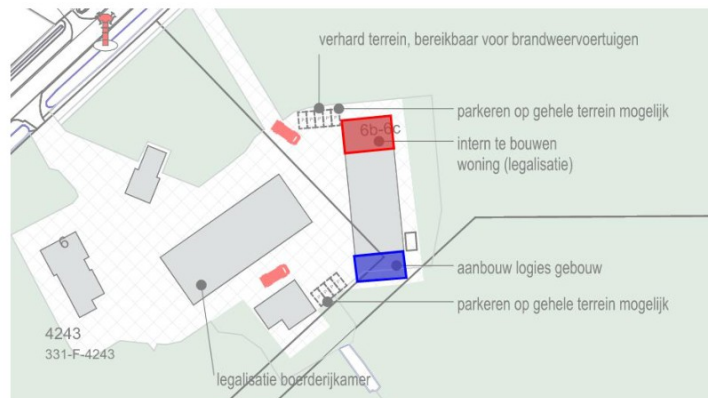 verhard terrein, bereikbaar voor brandweervoertuigen
parkeren op gehele terrein mogelijk
6b-6c
intern te bouwen
woning (legalisatie)
6
aanbouw logies gebouw
parkeren op gehele terrein mogelijk
4243
331-F-4243
legalisatie boerderijkamer